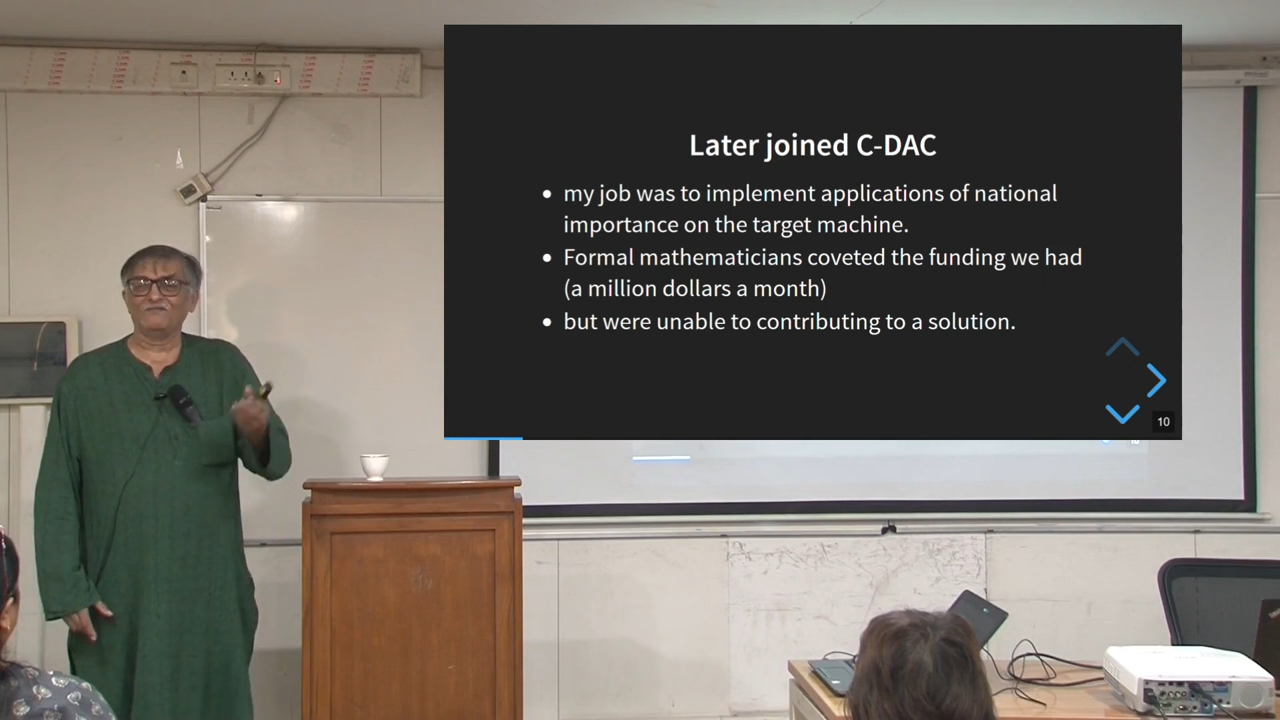 Later joined C-DAC
• my job was to implement applications of national
importance on the target machine.
• Formal mathematicians coveted the funding we had
(a million dollars a month)
• but were unable to contributing to a solution.
10